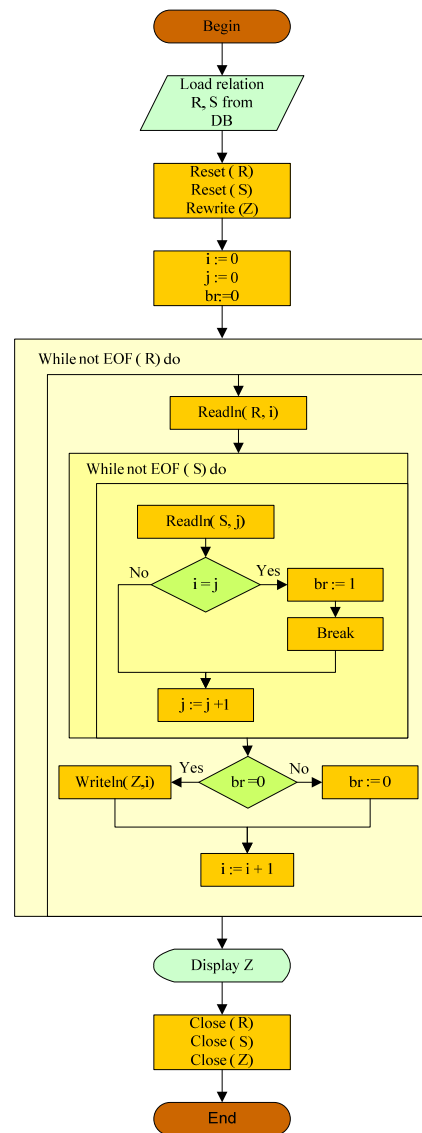 Begin
Load relation
R, S from
DB
Reset ( R)
Reset ( S)
Rewrite (Z)
i := 0
j := 0
br:=0
While not EOF ( R) do
Readln( R, i)
While not EOF ( S) do
Readln( S, j)
No
i = j
Yes
br := 1
Break
j := j +1
Yes
br =0
No
Writeln( Z,i)
br := 0
i := i + 1
Display Z
Close ( R)
Close ( S)
Close ( Z)
End